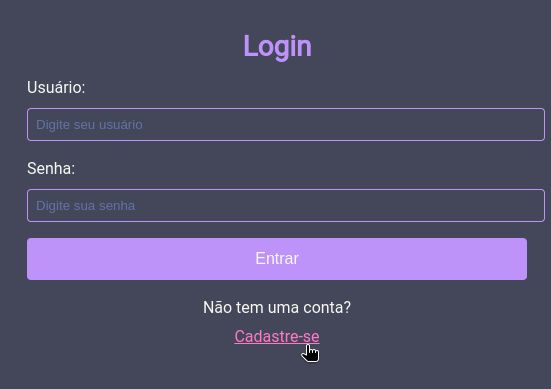 Login
Usuário:
Digite seu usuário
Senha:
Digite sua senha
Entrar
Não tem uma conta?
Cadastre-se